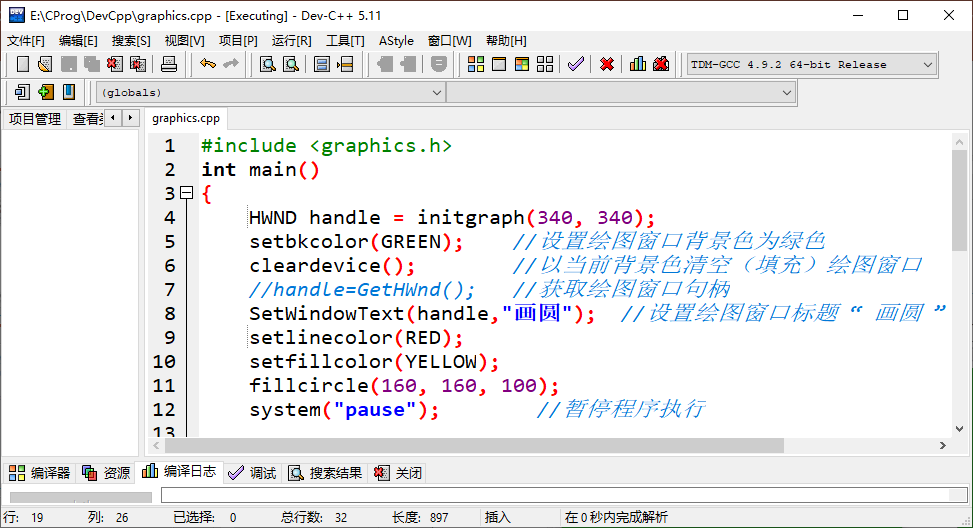 E:\CProg\DevCpp\graphics.cpp - [Executing] - Dev-C++ 5.11
文件[F] 编辑[E] 搜索[S] 视图[V] 项目[P] 运行[R] 工具[T] AStyle 窗口[W] 帮助[H]
TDM-GCC 4.9.2 64-bit Release
(globals)
项目管理 查看类 graphics.cpp
1 #include <graphics.h>
2 int main()
3 {
4 HWND handle = initgraph(340, 340);
5 setbkcolor(GREEN); //设置绘图窗口背景色为绿色
6 cleardevice(); //以当前背景色清空（填充）绘图窗口
7 //handle=GetHWnd(); //获取绘图窗口句柄
8 SetWindowText(handle,"画圆"); //设置绘图窗口标题“ 画圆 ”
9 setlinecolor(RED);
10 setfillcolor(YELLOW);
11 fillcircle(160, 160, 100);
12 system("pause"); //暂停程序执行
13
编译器 资源 编译日志 调试 搜索结果 关闭
行: 19 列: 26 已选择: 0 总行数: 32 长度: 897 插入 在 0 秒内完成解析